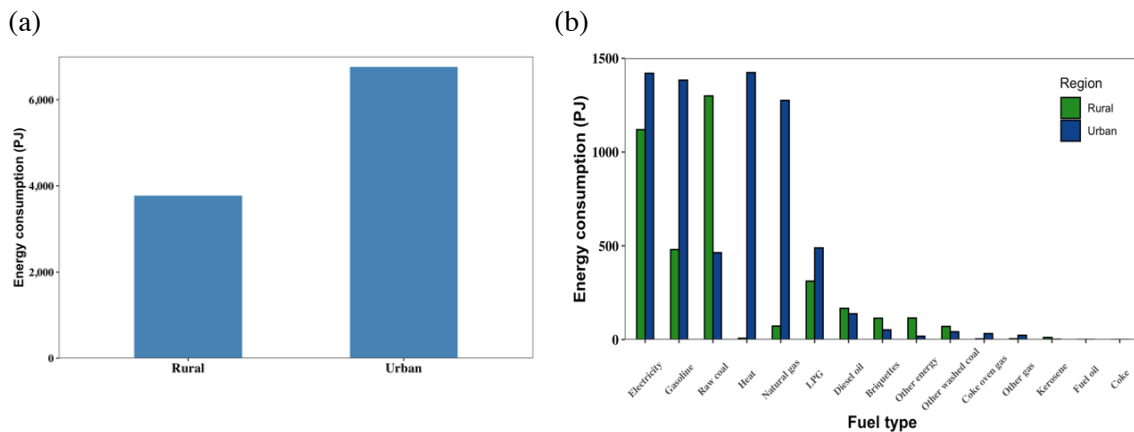 (a)
(b)
Energy consumption (PJ)
6,000
4,000
2,000
0
Rural
Urban
Energy consumption (PJ)
1500
1000
500
0
Region
Rural
Urban
Electricity
Gasoline
Raw coal
Heat
Natural gas
LPG
Diesel oil
Briquettes
Other energy
Other washed coal
Coke oven gas
Other gas
Kerosene
Fuel oil
Coke
Fuel type